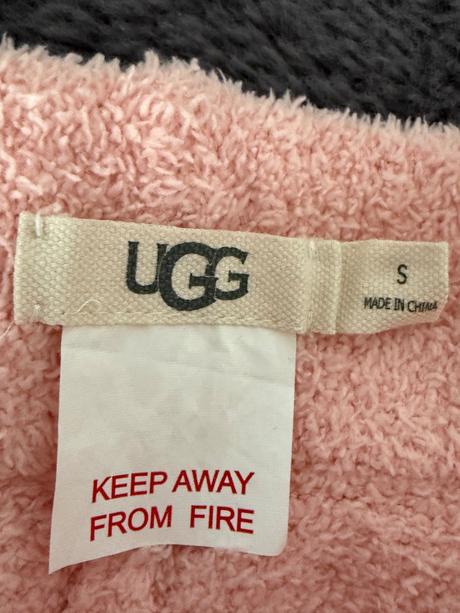 UGG
S
MADE IN CHINA
KEEP AWAY
FROM FIRE